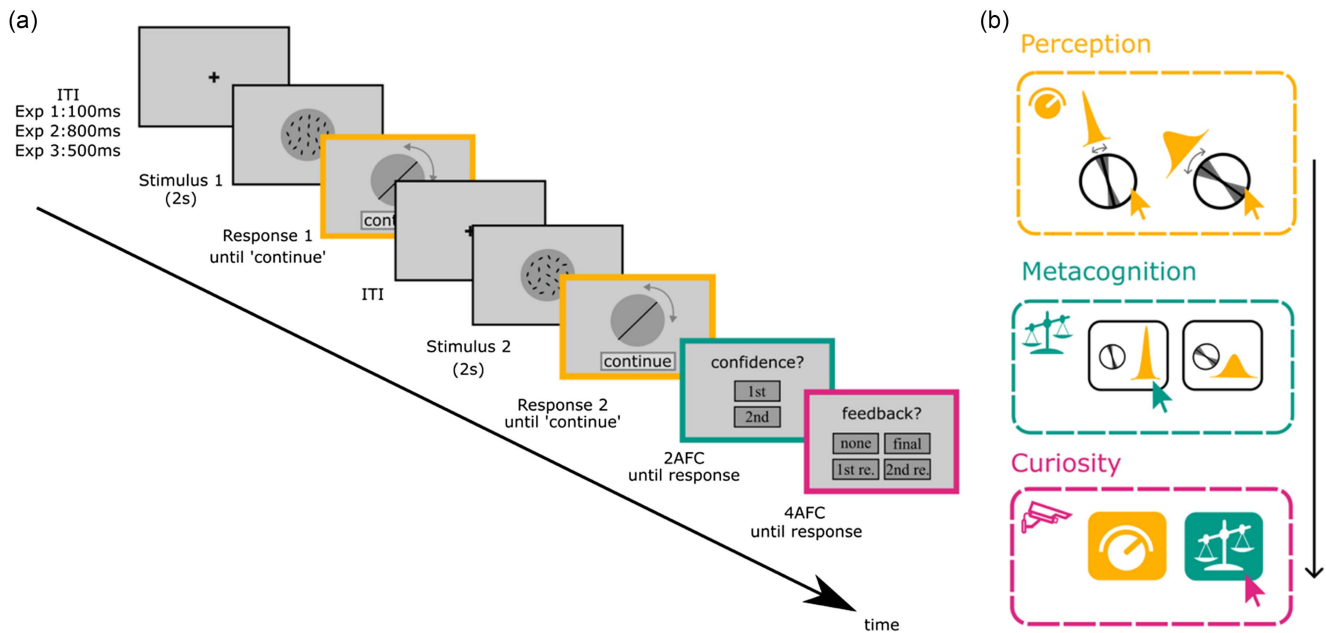 (a)
ITI
Exp 1:100ms
Exp 2:800ms
Exp 3:500ms
Stimulus 1
(2s)
Response 1
until 'continue'
ITI
Stimulus 2
(2s)
continue
Response 2
until 'continue'
confidence?
1st
2nd
2AFC
until response
feedback?
none final
1st re. 2nd re.
4AFC
until response
time
(b)
Perception
Metacognition
Curiosity